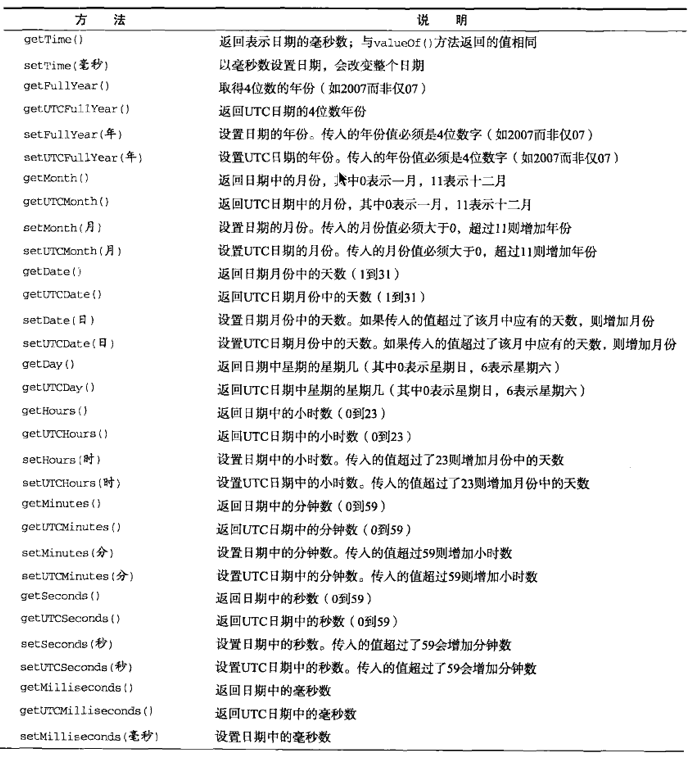 方 法 说 明
getTime() 返回表示日期的毫秒数；与valueOf()方法返回的值相同
setTime(毫秒) 以毫秒数设置日期，会改变整个日期
getFullYear() 取得4位数的年份（如2007而非仅07）
getUTCFullYear() 返回UTC日期的4位数年份
setFullYear(年) 设置日期的年份。传入的年份值必须是4位数字（如2007而非仅07）
setUTCFullYear(年) 设置UTC日期的年份。传入的年份值必须是4位数字（如2007而非仅07）
getMonth() 返回日期中的月份，其中0表示一月，11表示十二月
getUTCMonth() 返回UTC日期中的月份，其中0表示一月，11表示十二月
setMonth(月) 设置日期的月份。传入的月份值必须大于0，超过11则增加年份
setUTCMonth(月) 设置UTC日期的月份。传入的月份值必须大于0，超过11则增加年份
getDate() 返回日期月份中的天数（1到31）
getUTCDate() 返回UTC日期月份中的天数（1到31）
setDate(日) 设置日期月份中的天数。如果传入的值超过了该月中应有的天数，则增加月份
setUTCDate(日) 设置UTC日期月份中的天数。如果传入的值超过了该月中应有的天数，则增加月份
getDay() 返回日期中星期的星期几（其中0表示星期日，6表示星期六）
getUTCDay() 返回UTC日期中星期的星期几（其中0表示星期日，6表示星期六）
getHours() 返回日期中的小时数（0到23）
getUTCHours() 返回UTC日期中的小时数（0到23）
setHours(时) 设置日期中的小时数。传入的值超过了23则增加月份中的天数
setUTCHours(时) 设置UTC日期中的小时数。传入的值超过了23则增加月份中的天数
getMinutes() 返回日期中的分钟数（0到59）
getUTCMinutes() 返回UTC日期中的分钟数（0到59）
setMinutes(分) 设置日期中的分钟数。传入的值超过59则增加小时数
setUTCMinutes(分) 设置UTC日期中的分钟数。传入的值超过59则增加小时数
getSeconds() 返回日期中的秒数（0到59）
getUTCSeconds() 返回UTC日期中的秒数（0到59）
setSeconds(秒) 设置日期中的秒数。传入的值超过了59会增加分钟数
setUTCSeconds(秒) 设置UTC日期中的秒数。传入的值超过了59会增加分钟数
getMilliseconds() 返回日期中的毫秒数
getUTCMilliseconds() 返回UTC日期中的毫秒数
setMilliseconds(毫秒) 设置日期中的毫秒数